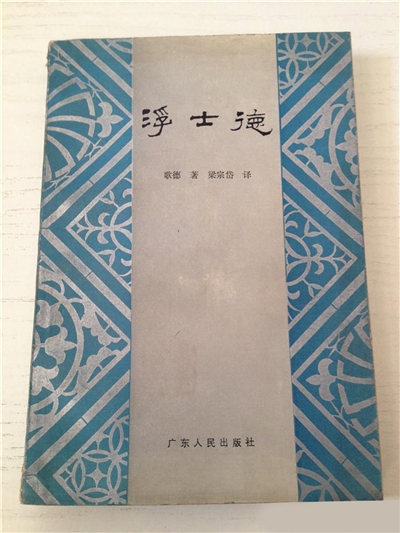 浮士德
歌德 著 梁宗岱 译
广东人民出版社